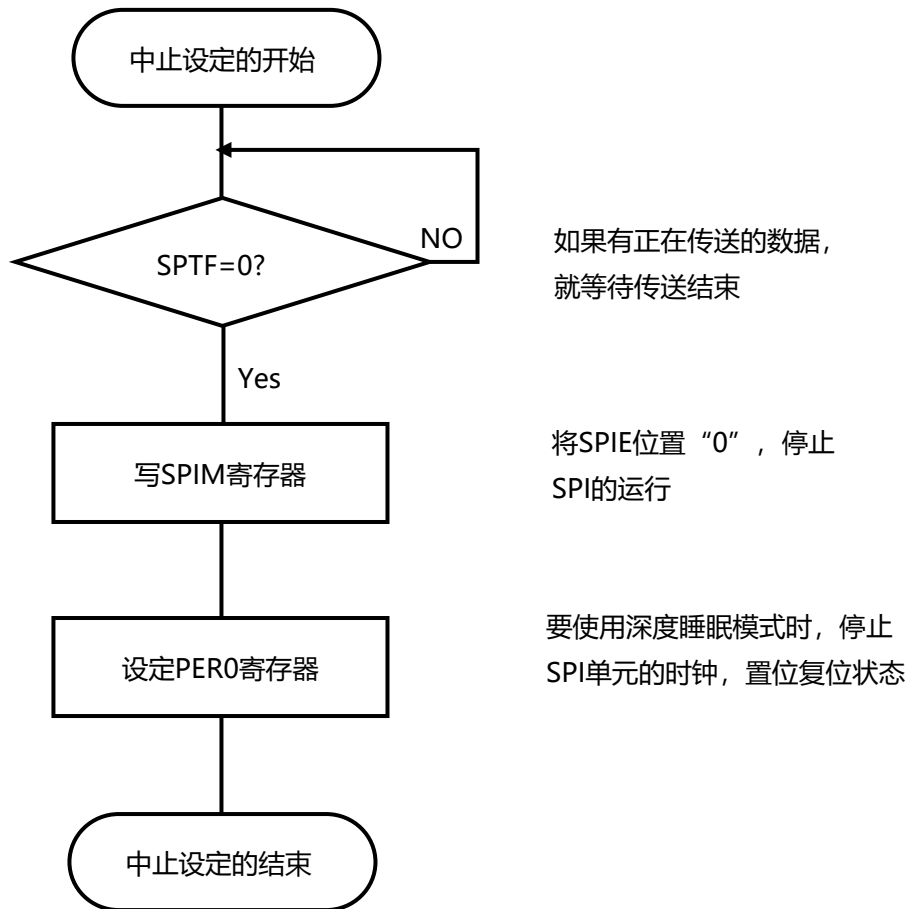 中止设定的开始
NO
SPTF=0?
如果有正在传送的数据，
就等待传送结束
Yes
写SPIM寄存器
将SPIE位置“0”，停止
SPI的运行
设定PER0寄存器
要使用深度睡眠模式时，停止
SPI单元的时钟，置位复位状态
中止设定的结束